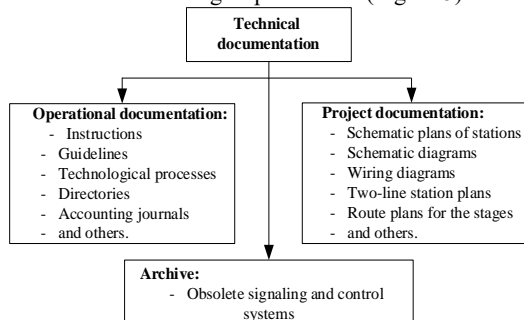 Technical
documentation
Operational documentation:
- Instructions
- Guidelines
- Technological processes
- Directories
- Accounting journals
- and others.
Project documentation:
- Schematic plans of stations
- Schematic diagrams
- Wiring diagrams
- Two-line station plans
- Route plans for the stages
- and others.
Archive:
- Obsolete signaling and control
systems